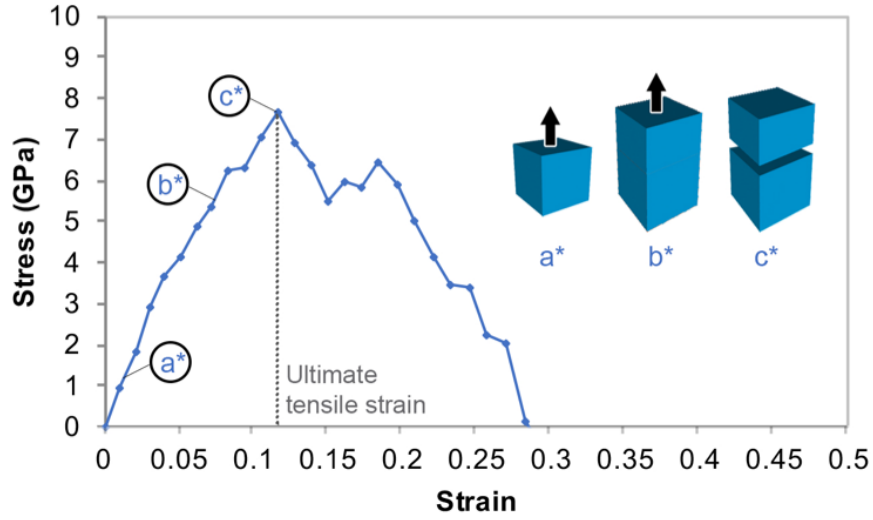 10
9
8
7
6
5
4
3
2
1
0
Stress (GPa)
c*
b*
a*
Ultimate
tensile strain
a*
b*
c*
0 0.05 0.1 0.15 0.2 0.25 0.3 0.35 0.4 0.45 0.5
Strain